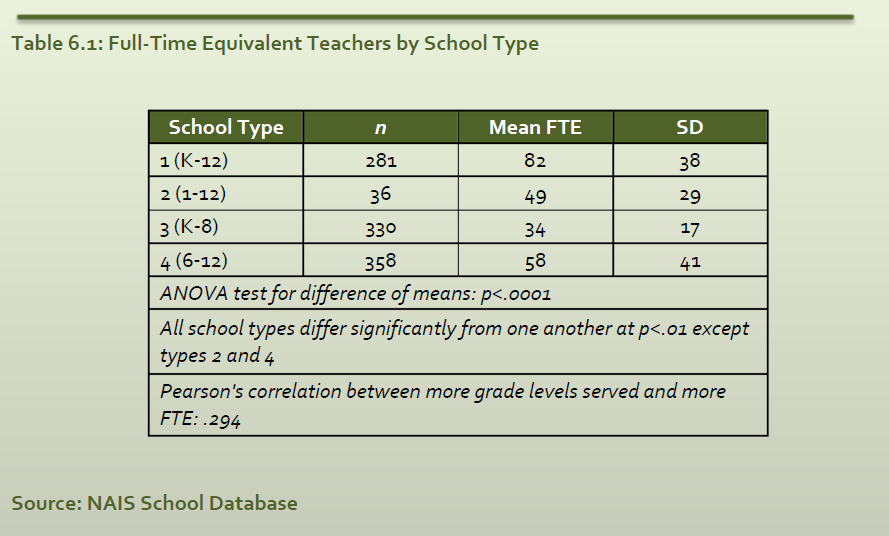 Table 6.1: Full-Time Equivalent Teachers by School Type
School Type n Mean FTE SD
1 (K-12) 281 82 38
2 (1-12) 36 49 29
3 (K-8) 330 34 17
4 (6-12) 358 58 41
ANOVA test for difference of means: p<.0001
All school types differ significantly from one another at p<.01 except
types 2 and 4
Pearson's correlation between more grade levels served and more
FTE: .294
Source: NAIS School Database